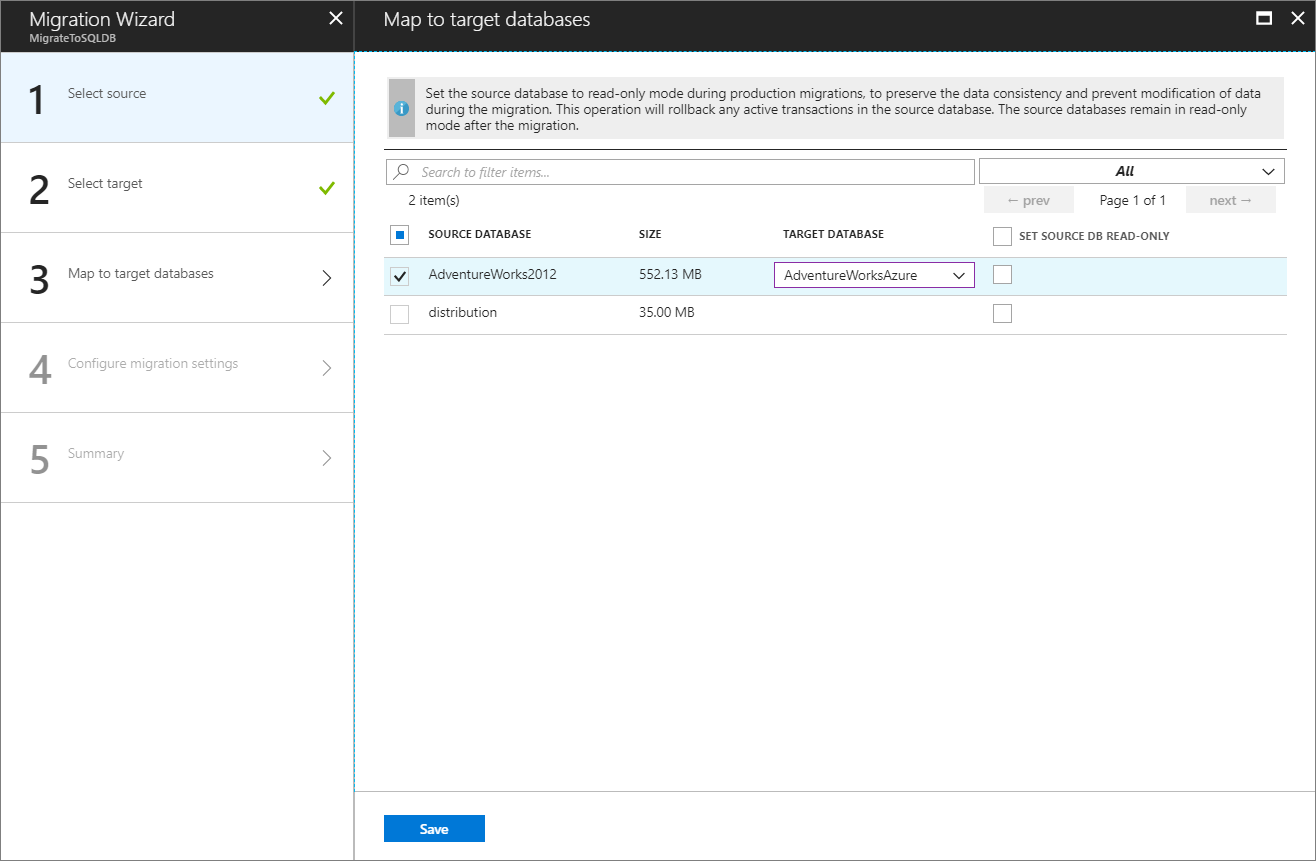 Migration Wizard
MigrateToSQLDB
1 Select source
2 Select target
3 Map to target databases
4 Configure migration settings
5 Summary
Map to target databases
Set the source database to read-only mode during production migrations, to preserve the data consistency and prevent modification of data
during the migration. This operation will rollback any active transactions in the source database. The source databases remain in read-only
mode after the migration.
Search to filter items...
All
2 item(s)
← prev Page 1 of 1 next →
SOURCE DATABASE SIZE TARGET DATABASE SET SOURCE DB READ-ONLY
AdventureWorks2012 552.13 MB AdventureWorksAzure
distribution 35.00 MB
Save